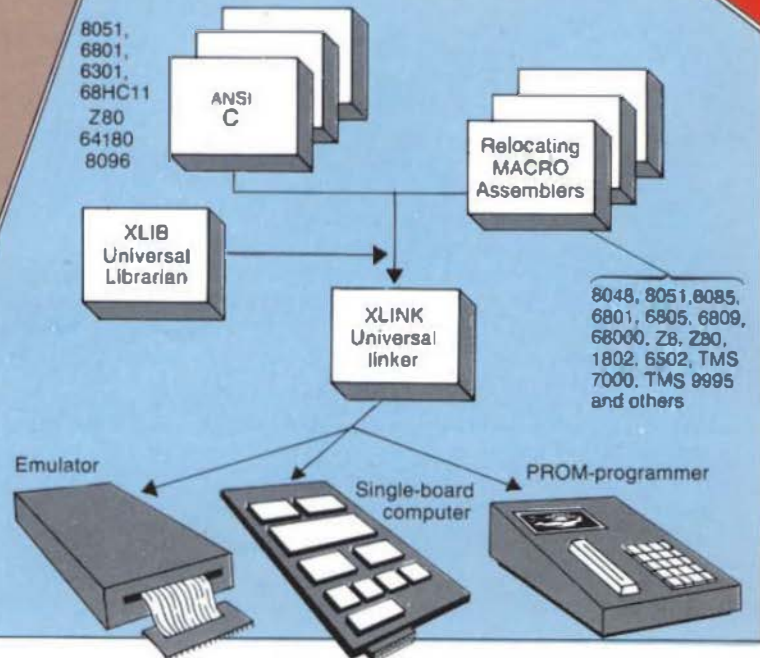 8051,
6801,
6301,
68HC11
Z80
64180
8096
ANSI
C
Relocating
MACRO
Assemblers
XLIB
Universal
Librarian
XLINK
Universal
linker
8048, 8051,8085,
6801, 6805, 6809,
68000, Z8, Z80,
1802, 6502, TMS
7000, TMS 9995
and others
Emulator
Single-board
computer
PROM-programmer